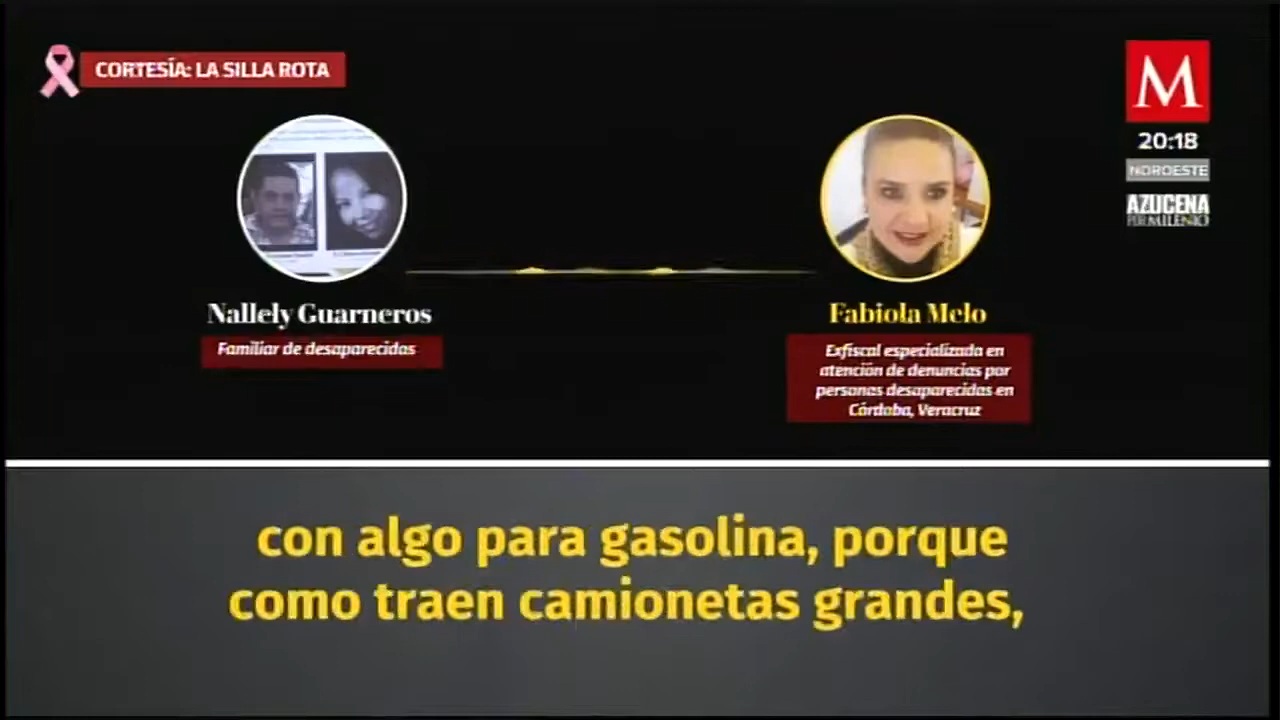 CORTESÍA: LA SILLA ROTA
M
20:18
NOROESTE
AZUCENA
POR MILENIO
Nallely Guarneros
Familiar de desaparecidas
Fabiola Melo
Exfiscal especializada en
atención de denuncias por
personas desaparecidas en
Córdoba, Veracruz
con algo para gasolina, porque
como traen camionetas grandes,